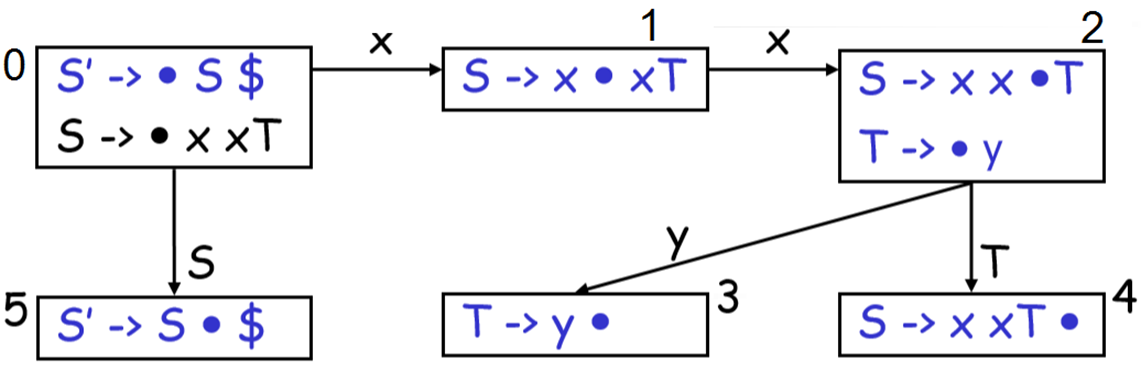 0
S' -> • S $
S -> • x xT
x
1
S -> x • xT
x
2
S -> x x •T
T -> • y
S
y
T
5
S' -> S • $
3
T -> y •
4
S -> x xT •